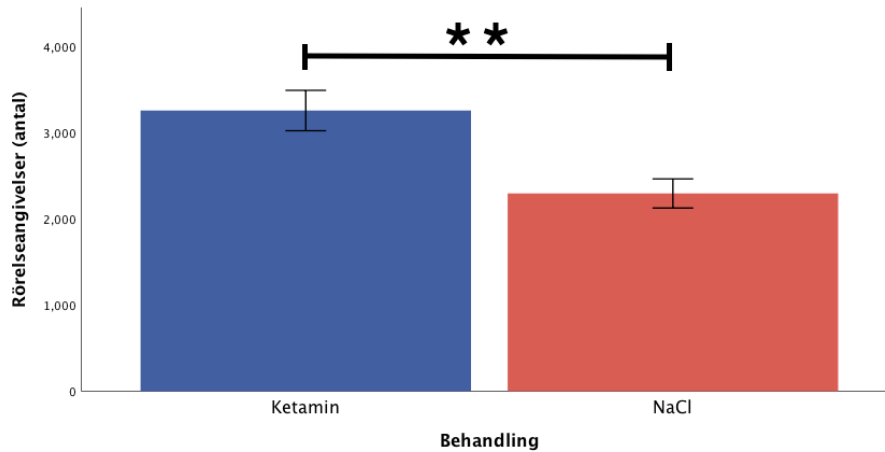 **
4,000
3,000
2,000
1,000
0
Rörelseangivelser (antal)
Ketamin
NaCl
Behandling